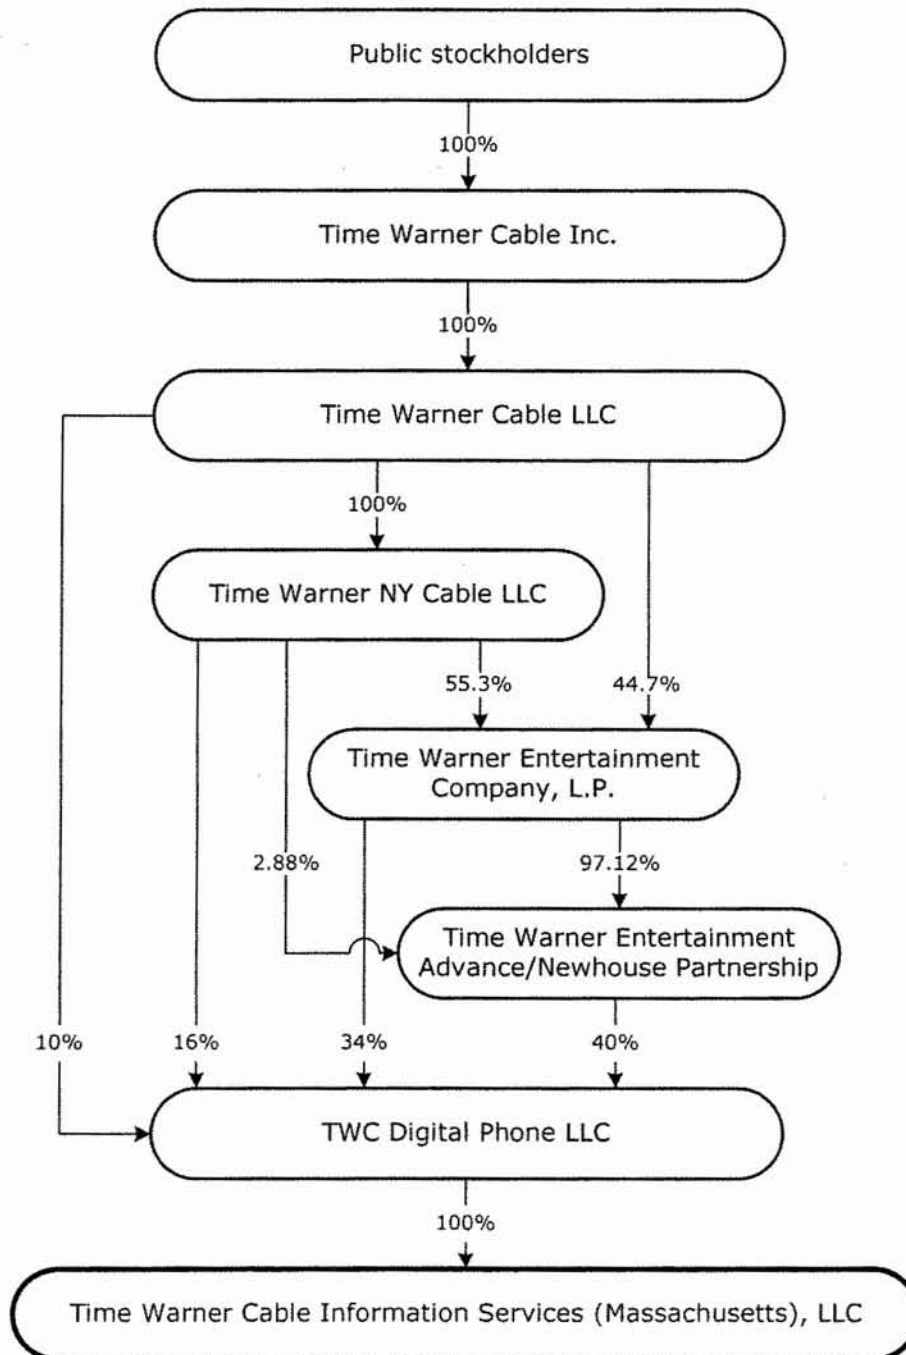 Public stockholders
100%
Time Warner Cable Inc.
100%
Time Warner Cable LLC
100%
Time Warner NY Cable LLC
55.3%
44.7%
Time Warner Entertainment
Company, L.P.
2.88%
97.12%
Time Warner Entertainment
Advance/Newhouse Partnership
10%
16%
34%
40%
TWC Digital Phone LLC
100%
Time Warner Cable Information Services (Massachusetts), LLC